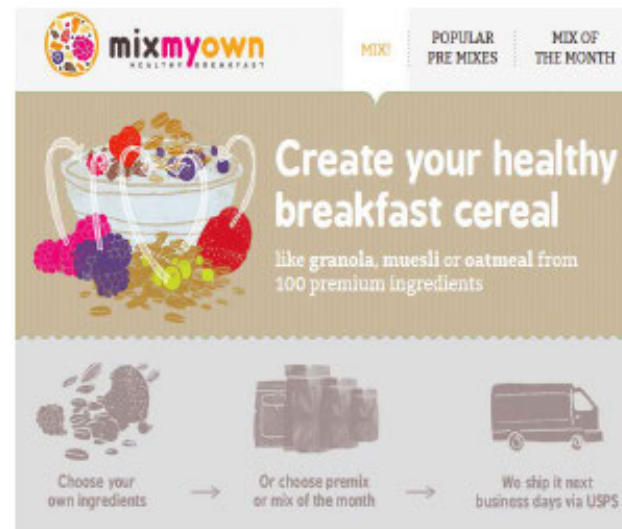 mixmyown
HEALTHY BREAKFAST
MIX!
POPULAR
PRE MIXES
MIX OF
THE MONTH
Create your healthy
breakfast cereal
like granola, muesli or oatmeal from
100 premium ingredients
Choose your
own ingredients
Or choose premix
or mix of the month
We ship it next
business days via USPS